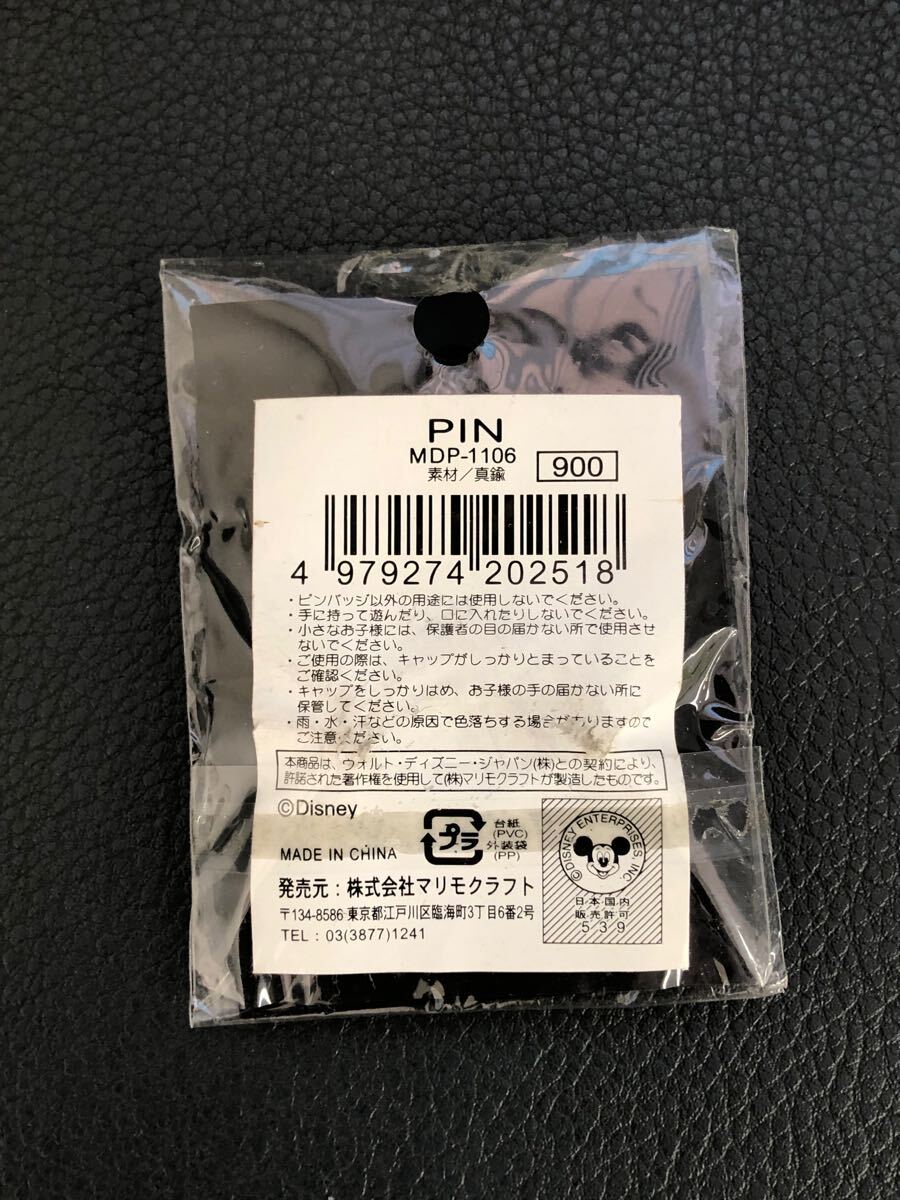 PIN
MDP-1106
素材／真鍮
900
4 979274 202518
・ピンバッジ以外の用途には使用しないでください。
・手に持って遊んだり、口に入れたりしないでください。
・小さなお子様には、保護者の目の届かない所で使用させ
ないでください。
・ご使用の際は、キャップがしっかりとまっていることを
ご確認ください。
・キャップをしっかりはめ、お子様の手の届かない所に
保管してください。
・雨・水・汗などの原因で色落ちする場合がありますので
ご注意ください。
本商品は、ウォルト・ディズニー・ジャパン(株)との契約により、
許諾された著作権を使用して(株)マリモクラフトが製造したものです。
©Disney
プラ
台紙
(PVC)
外装袋
(PP)
MADE IN CHINA
発売元：株式会社マリモクラフト
〒134-8586 東京都江戸川区臨海町3丁目6番2号
TEL：03(3877)1241
©DISNEY ENTERPRISES, INC.
日本国内
販売許可
539